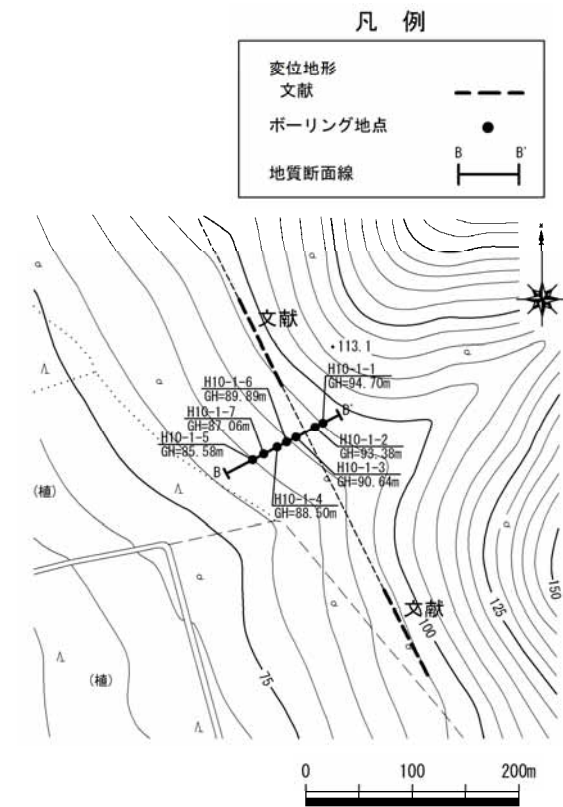 凡 例
変位地形
文献
ボーリング地点
B B'
地質断面線
文献
・113.1
H10-1-6
GH=89.89m
H10-1-1
GH=94.70m
H10-1-7
GH=87.06m
B'
H10-1-5
GH=85.58m
H10-1-2
GH=93.38m
B
H10-1-3
GH=90.64m
H10-1-4
GH=88.50m
(植)
文献
100
125
150
75
(植)
0 100 200m